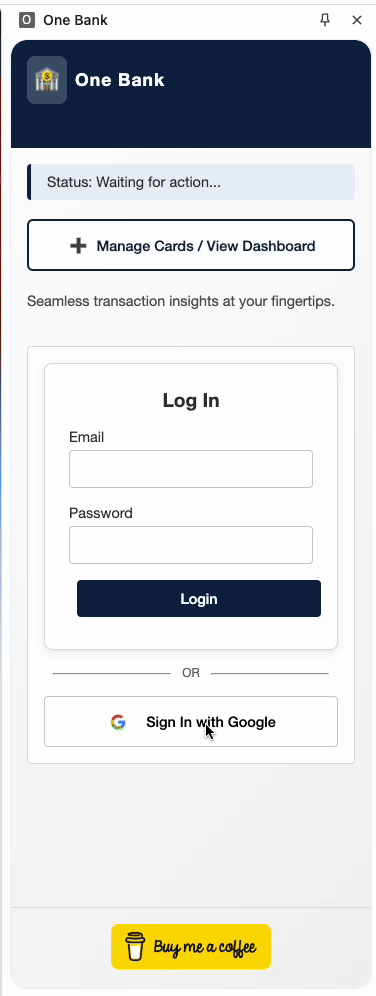 O One Bank
One Bank
Status: Waiting for action...
Manage Cards / View Dashboard
Seamless transaction insights at your fingertips.
Log In
Email
Password
Login
OR
Sign In with Google
Buy me a coffee